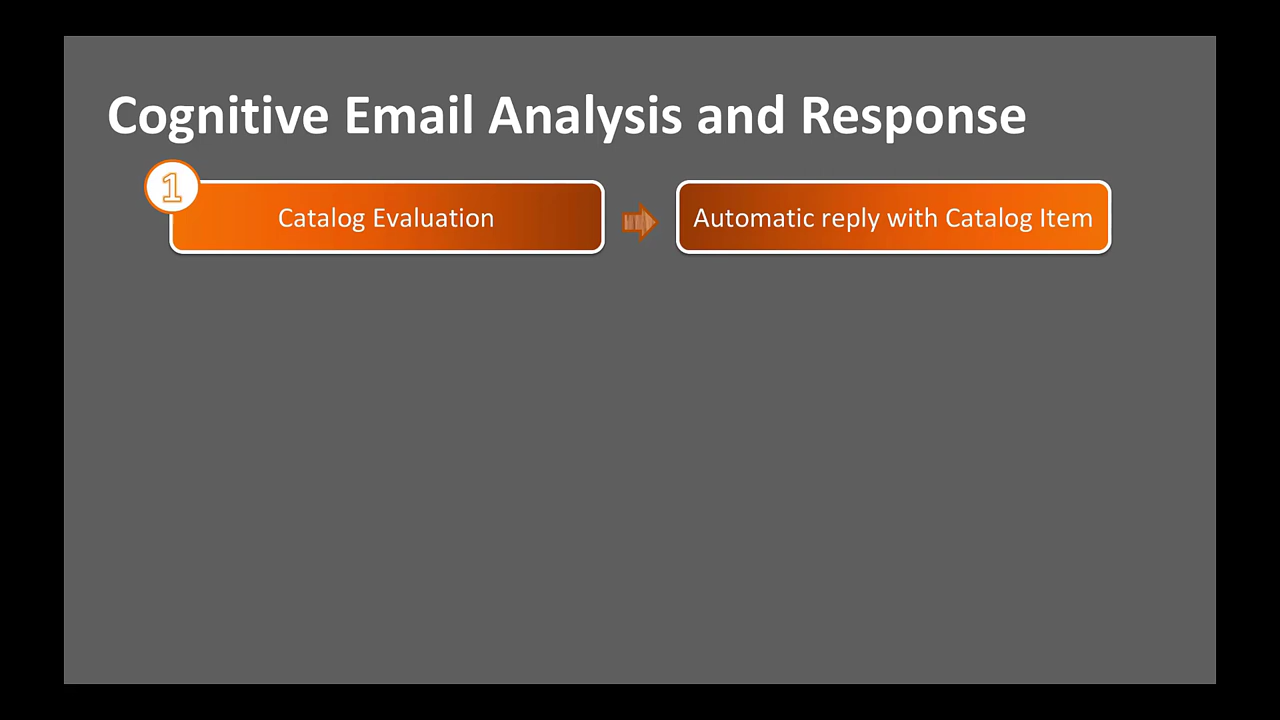 Cognitive Email Analysis and Response
1
Catalog Evaluation
Automatic reply with Catalog Item